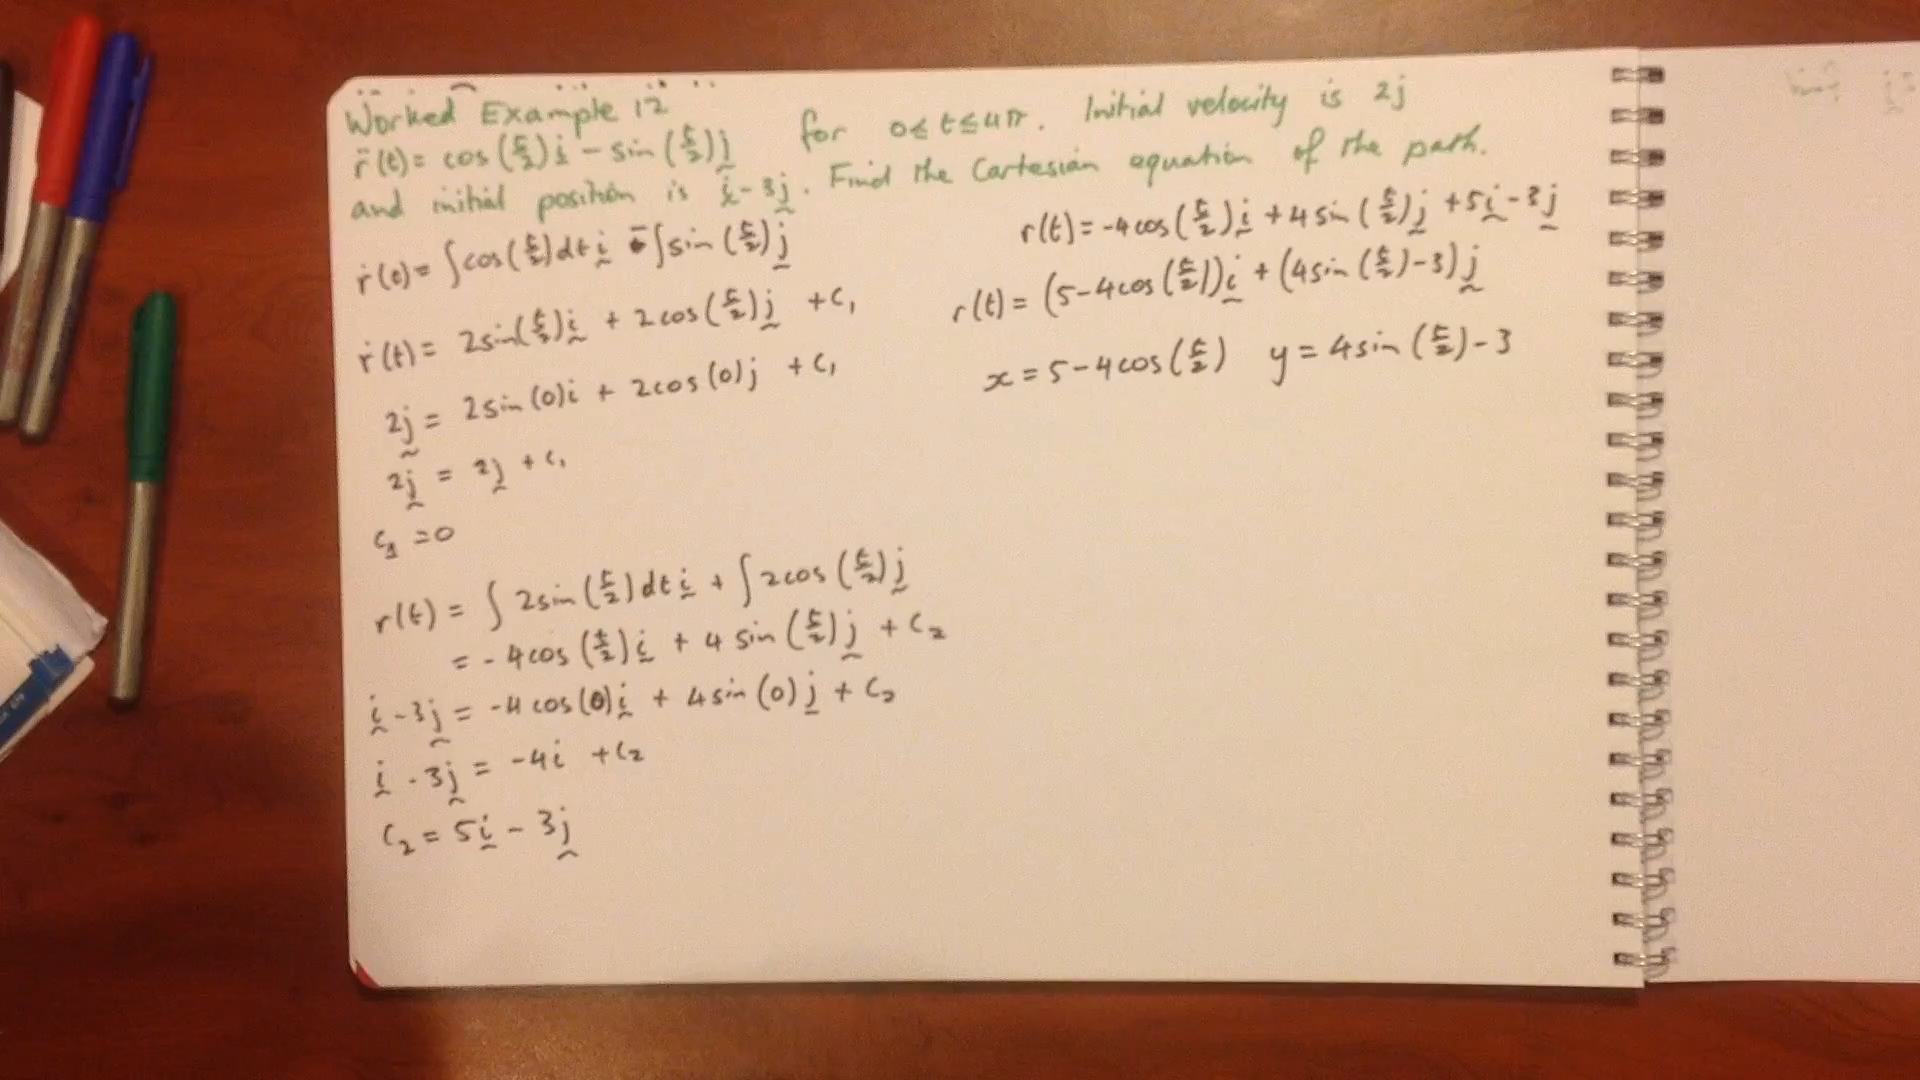 Worked Example 12
r̈(t) = cos(t/2)i - sin(t/2)j for 0 ≤ t ≤ 4π. Initial velocity is 2j
and initial position is i - 3j. Find the Cartesian equation of the path.
ṙ(t) = ∫cos(t/2)dt i - ∫sin(t/2)j
ṙ(t) = 2sin(t/2)i + 2cos(t/2)j + C₁
2j = 2sin(0)i + 2cos(0)j + C₁
2j = 2j + C₁
C₁ = 0
r(t) = ∫2sin(t/2)dt i + ∫2cos(t/2)j
= -4cos(t/2)i + 4sin(t/2)j + C₂
i - 3j = -4cos(0)i + 4sin(0)j + C₂
i - 3j = -4i + C₂
C₂ = 5i - 3j
r(t) = -4cos(t/2)i + 4sin(t/2)j + 5i - 3j
r(t) = (5-4cos(t/2))i + (4sin(t/2)-3)j
x = 5-4cos(t/2) y = 4sin(t/2)-3